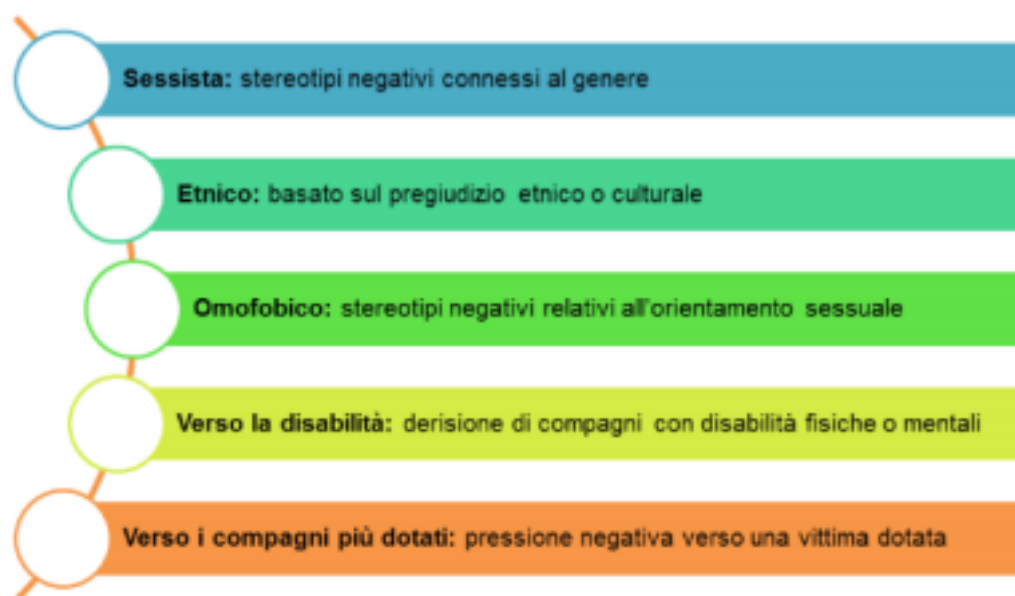 Sessista: stereotipi negativi connessi al genere
Etnico: basato sul pregiudizio etnico o culturale
Omofobico: stereotipi negativi relativi all'orientamento sessuale
Verso la disabilità: derisione di compagni con disabilità fisiche o mentali
Verso i compagni più dotati: pressione negativa verso una vittima dotata